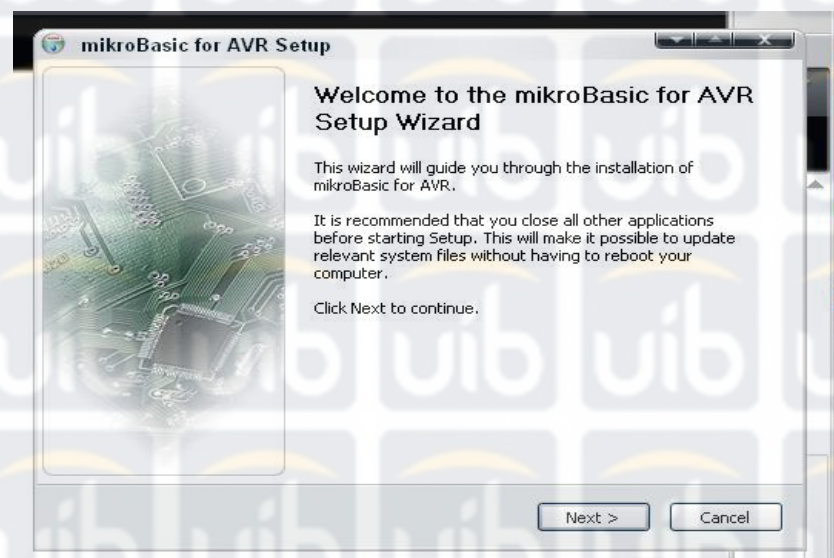 mikroBasic for AVR Setup
Welcome to the mikroBasic for AVR
Setup Wizard
This wizard will guide you through the installation of
mikroBasic for AVR.
It is recommended that you close all other applications
before starting Setup. This will make it possible to update
relevant system files without having to reboot your
computer.
Click Next to continue.
Next >
Cancel
uib